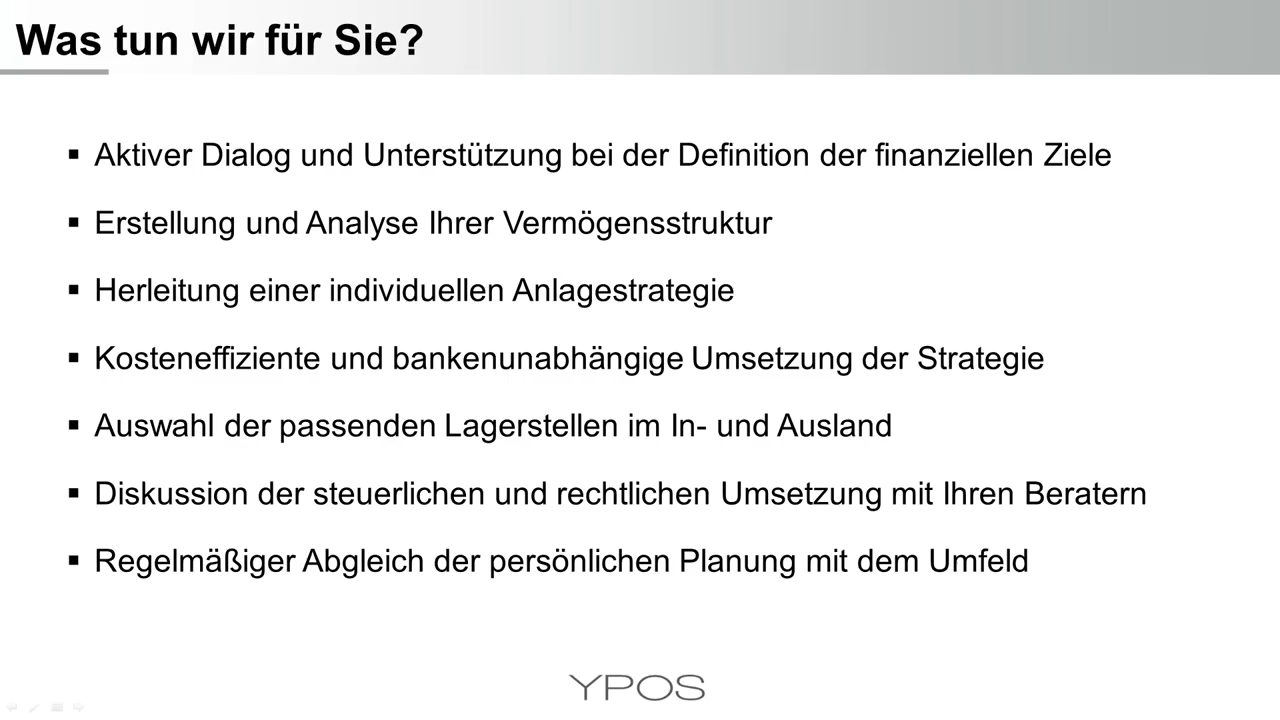 Was tun wir für Sie?
▪ Aktiver Dialog und Unterstützung bei der Definition der finanziellen Ziele
▪ Erstellung und Analyse Ihrer Vermögensstruktur
▪ Herleitung einer individuellen Anlagestrategie
▪ Kosteneffiziente und bankenunabhängige Umsetzung der Strategie
▪ Auswahl der passenden Lagerstellen im In- und Ausland
▪ Diskussion der steuerlichen und rechtlichen Umsetzung mit Ihren Beratern
▪ Regelmäßiger Abgleich der persönlichen Planung mit dem Umfeld
YPOS